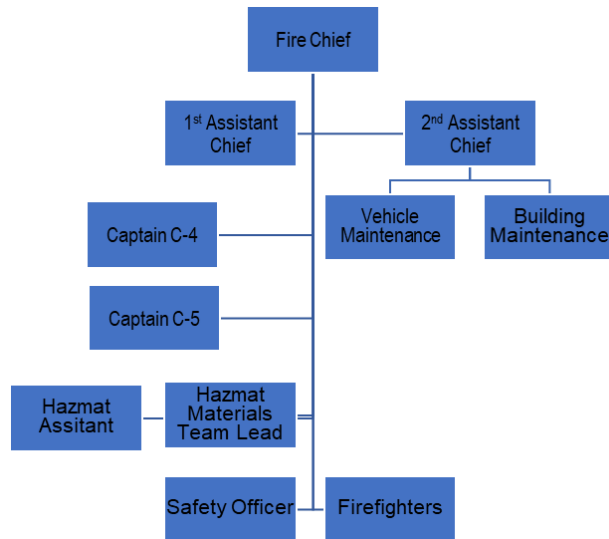 Fire Chief
1st Assistant
Chief
2nd Assistant
Chief
Vehicle
Maintenance
Building
Maintenance
Captain C-4
Captain C-5
Hazmat
Assitant
Hazmat
Materials
Team Lead
Safety Officer
Firefighters